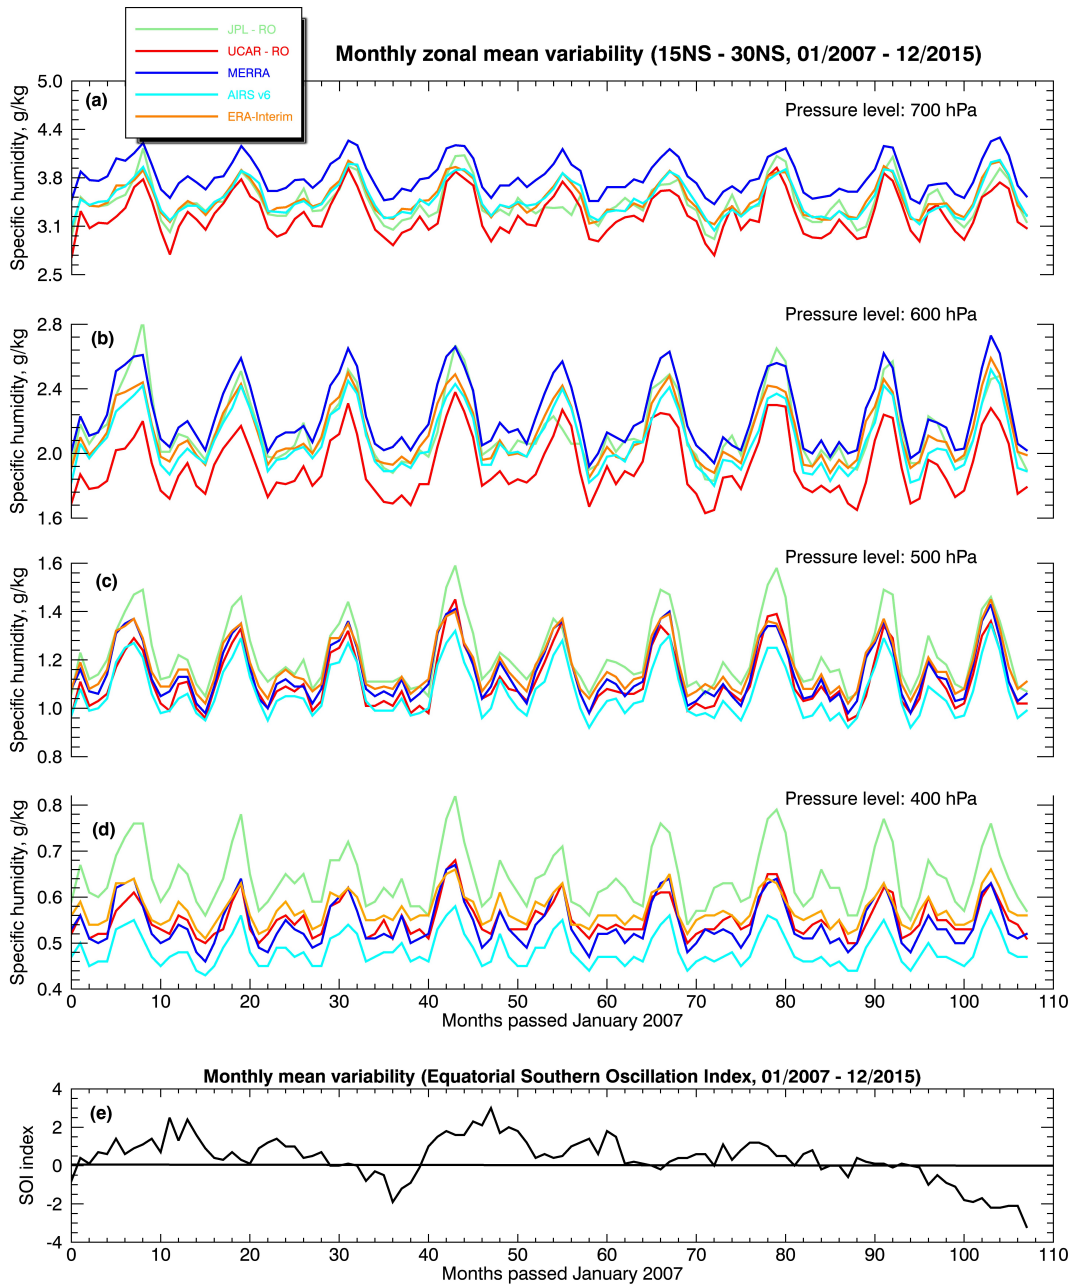 JPL - RO
UCAR - RO
MERRA
AIRS v6
ERA-Interim
Monthly zonal mean variability (15NS - 30NS, 01/2007 - 12/2015)
(a)
Pressure level: 700 hPa
Specific humidity, g/kg
5.0
4.4
3.8
3.1
2.5
(b)
Pressure level: 600 hPa
Specific humidity, g/kg
2.8
2.4
2.0
1.6
(c)
Pressure level: 500 hPa
Specific humidity, g/kg
1.6
1.4
1.2
1.0
0.8
(d)
Pressure level: 400 hPa
Specific humidity, g/kg
0.8
0.7
0.6
0.5
0.4
0 10 20 30 40 50 60 70 80 90 100 110
Months passed January 2007
Monthly mean variability (Equatorial Southern Oscillation Index, 01/2007 - 12/2015)
(e)
SOI index
4
2
0
-2
-4
0 10 20 30 40 50 60 70 80 90 100 110
Months passed January 2007